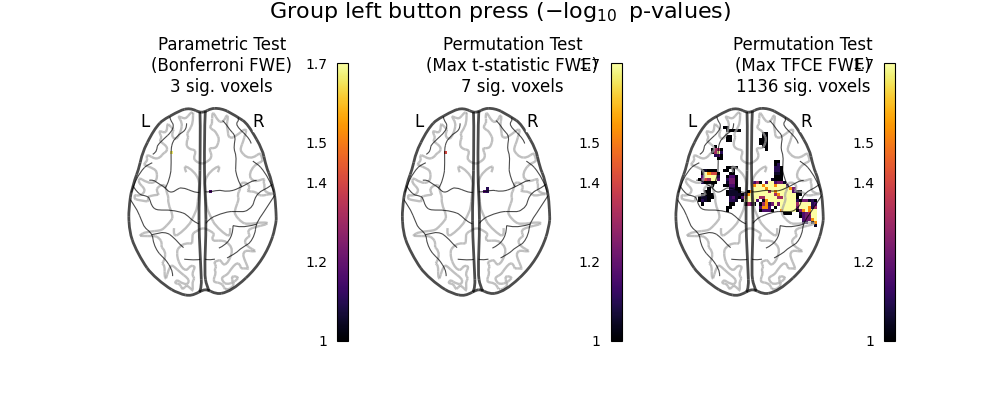 Group left button press (−log₁₀ p-values)
Parametric Test
(Bonferroni FWE)
3 sig. voxels
L R
1.7
1.5
1.4
1.2
1
Permutation Test
(Max t-statistic FWE)
7 sig. voxels
L R
1.7
1.5
1.4
1.2
1
Permutation Test
(Max TFCE FWE)
1136 sig. voxels
L R
1.7
1.5
1.4
1.2
1